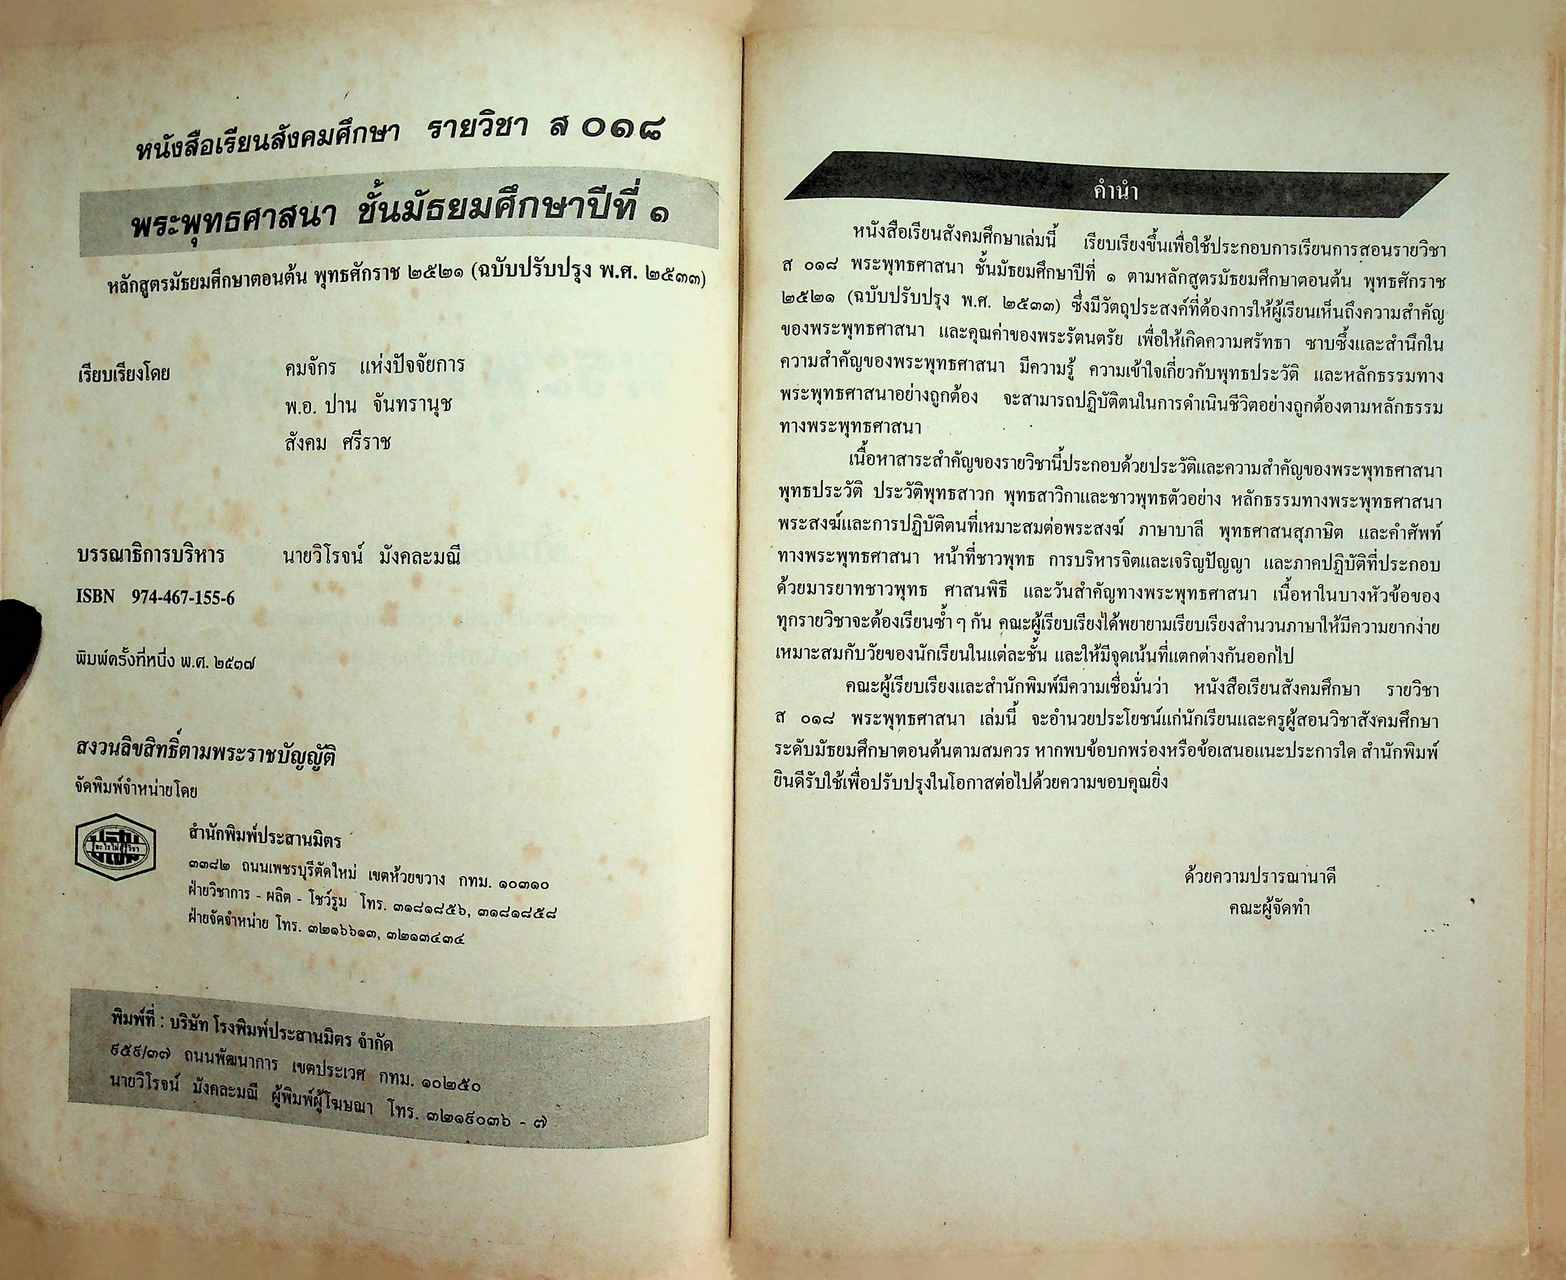 หนังสือเรียนสังคมศึกษา รายวิชา ส ๐๑๘
พระพุทธศาสนา ชั้นมัธยมศึกษาปีที่ ๑
หลักสูตรมัธยมศึกษาตอนต้น พุทธศักราช ๒๕๒๑ (ฉบับปรับปรุง พ.ศ. ๒๕๓๓)
เรียบเรียงโดย คมจักร แห่งปัจจัยการ
พ.อ. ปาน จันทรานุช
สังคม ศรีราช
บรรณาธิการบริหาร นายวิโรจน์ มังคละมณี
ISBN 974-467-155-6
พิมพ์ครั้งที่หนึ่ง พ.ศ. ๒๕๓๗
สงวนลิขสิทธิ์ตามพระราชบัญญัติ
จัดพิมพ์จำหน่ายโดย
สำนักพิมพ์ประสานมิตร
๓๓๘๒ ถนนเพชรบุรีตัดใหม่ เขตห้วยขวาง กทม. ๑๐๓๑๐
ฝ่ายวิชาการ - ผลิต - โชว์รูม โทร. ๓๑๘๑๘๕๖, ๓๑๘๑๘๕๘
ฝ่ายจัดจำหน่าย โทร. ๓๒๑๖๖๑๓, ๓๒๑๓๔๓๔
พิมพ์ที่ : บริษัท โรงพิมพ์ประสานมิตร จำกัด
๙๕๙/๓๗ ถนนพัฒนาการ เขตประเวศ กทม. ๑๐๒๕๐
นายวิโรจน์ มังคละมณี ผู้พิมพ์ผู้โฆษณา โทร. ๓๒๑๙๐๓๖ - ๗
คำนำ
หนังสือเรียนสังคมศึกษาเล่มนี้ เรียบเรียงขึ้นเพื่อใช้ประกอบการเรียนการสอนรายวิชา
ส ๐๑๘ พระพุทธศาสนา ชั้นมัธยมศึกษาปีที่ ๑ ตามหลักสูตรมัธยมศึกษาตอนต้น พุทธศักราช
๒๕๒๑ (ฉบับปรับปรุง พ.ศ. ๒๕๓๓) ซึ่งมีวัตถุประสงค์ที่ต้องการให้ผู้เรียนเห็นถึงความสำคัญ
ของพระพุทธศาสนา และคุณค่าของพระรัตนตรัย เพื่อให้เกิดความศรัทธา ซาบซึ้งและสำนึกใน
ความสำคัญของพระพุทธศาสนา มีความรู้ ความเข้าใจเกี่ยวกับพุทธประวัติ และหลักธรรมทาง
พระพุทธศาสนาอย่างถูกต้อง จะสามารถปฏิบัติตนในการดำเนินชีวิตอย่างถูกต้องตามหลักธรรม
ทางพระพุทธศาสนา
เนื้อหาสาระสำคัญของรายวิชานี้ประกอบด้วยประวัติและความสำคัญของพระพุทธศาสนา
พุทธประวัติ ประวัติพุทธสาวก พุทธสาวิกาและชาวพุทธตัวอย่าง หลักธรรมทางพระพุทธศาสนา
พระสงฆ์และการปฏิบัติตนที่เหมาะสมต่อพระสงฆ์ ภาษาบาลี พุทธศาสนสุภาษิต และคำศัพท์
ทางพระพุทธศาสนา หน้าที่ชาวพุทธ การบริหารจิตและเจริญปัญญา และภาคปฏิบัติที่ประกอบ
ด้วยมารยาทชาวพุทธ ศาสนพิธี และวันสำคัญทางพระพุทธศาสนา เนื้อหาในบางหัวข้อของ
ทุกรายวิชาจะต้องเรียนซ้ำๆ กัน คณะผู้เรียบเรียงได้พยายามเรียบเรียงสำนวนภาษาให้มีความยากง่าย
เหมาะสมกับวัยของนักเรียนในแต่ละชั้น และให้มีจุดเน้นที่แตกต่างกันออกไป
คณะผู้เรียบเรียงและสำนักพิมพ์มีความเชื่อมั่นว่า หนังสือเรียนสังคมศึกษา รายวิชา
ส ๐๑๘ พระพุทธศาสนา เล่มนี้ จะอำนวยประโยชน์แก่นักเรียนและครูผู้สอนวิชาสังคมศึกษา
ระดับมัธยมศึกษาตอนต้นตามสมควร หากพบข้อบกพร่องหรือข้อเสนอแนะประการใด สำนักพิมพ์
ยินดีรับใช้เพื่อปรับปรุงในโอกาสต่อไปด้วยความขอบคุณยิ่ง
ด้วยความปรารถนาดี
คณะผู้จัดทำ